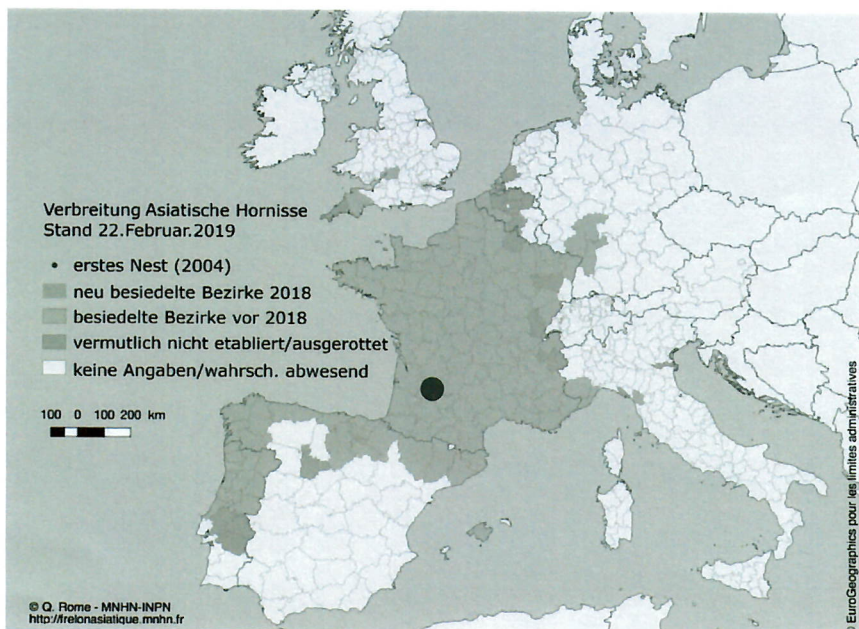 Verbreitung Asiatische Hornisse
Stand 22.Februar.2019
• erstes Nest (2004)
neu besiedelte Bezirke 2018
besiedelte Bezirke vor 2018
vermutlich nicht etabliert/ausgerottet
keine Angaben/wahrsch. abwesend
100 0 100 200 km
© Q. Rome - MNHN-INPN
http://frelonasiatique.mnhn.fr
© EuroGeographics pour les limites administratives